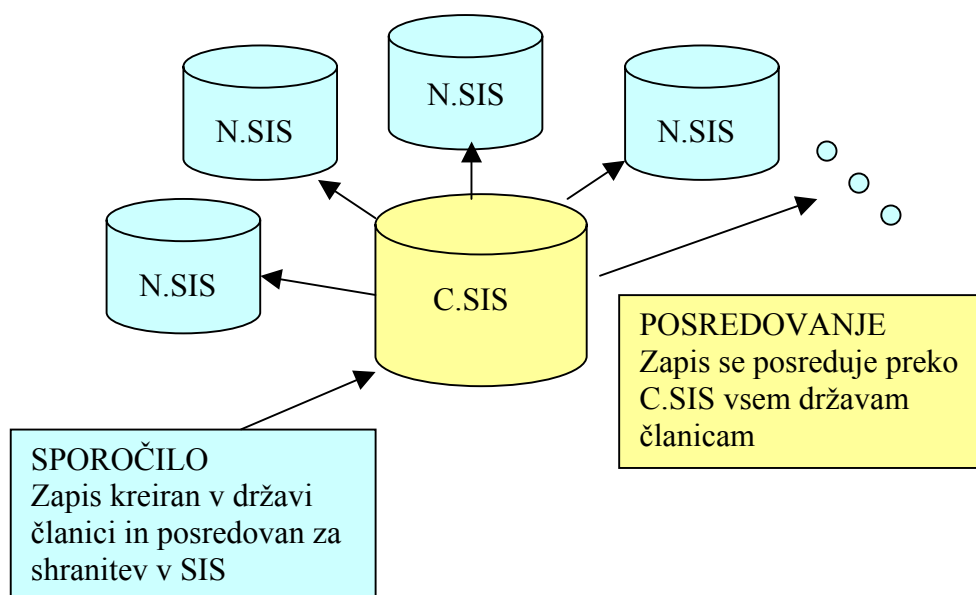 N.SIS
N.SIS
N.SIS
N.SIS
C.SIS
POSREDOVANJE
Zapis se posreduje preko
C.SIS vsem državam
članicam
SPOROČILO
Zapis kreiran v državi
članici in posredovan za
shranitev v SIS